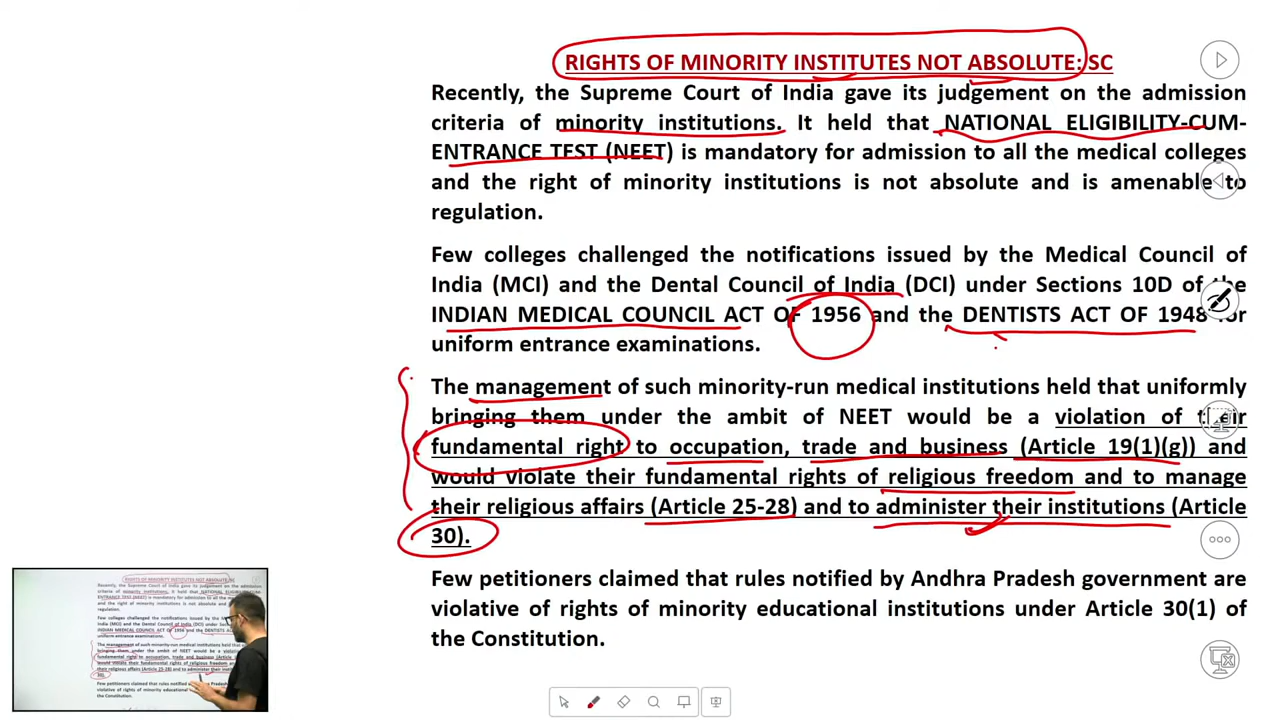 RIGHTS OF MINORITY INSTITUTES NOT ABSOLUTE: SC
Recently, the Supreme Court of India gave its judgement on the admission
criteria of minority institutions. It held that NATIONAL ELIGIBILITY-CUM-
ENTRANCE TEST (NEET) is mandatory for admission to all the medical colleges
and the right of minority institutions is not absolute and is amenable to
regulation.
Few colleges challenged the notifications issued by the Medical Council of
India (MCI) and the Dental Council of India (DCI) under Sections 10D of the
INDIAN MEDICAL COUNCIL ACT OF 1956 and the DENTISTS ACT OF 1948 for
uniform entrance examinations.
The management of such minority-run medical institutions held that uniformly
bringing them under the ambit of NEET would be a violation of their
fundamental right to occupation, trade and business (Article 19(1)(g)) and
would violate their fundamental rights of religious freedom and to manage
their religious affairs (Article 25-28) and to administer their institutions (Article
30).
Few petitioners claimed that rules notified by Andhra Pradesh government are
violative of rights of minority educational institutions under Article 30(1) of
the Constitution.